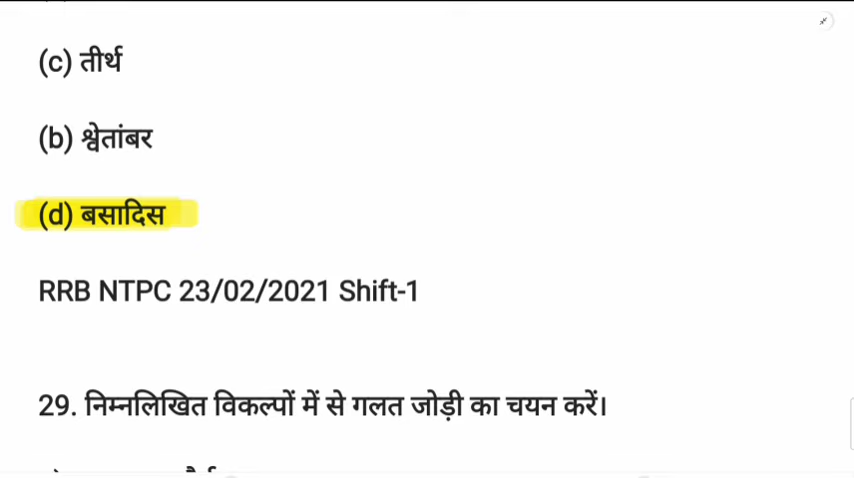 (c) तीर्थ
(b) श्वेतांबर
(d) बसादिस
RRB NTPC 23/02/2021 Shift-1
29. निम्नलिखित विकल्पों में से गलत जोड़ी का चयन करें।